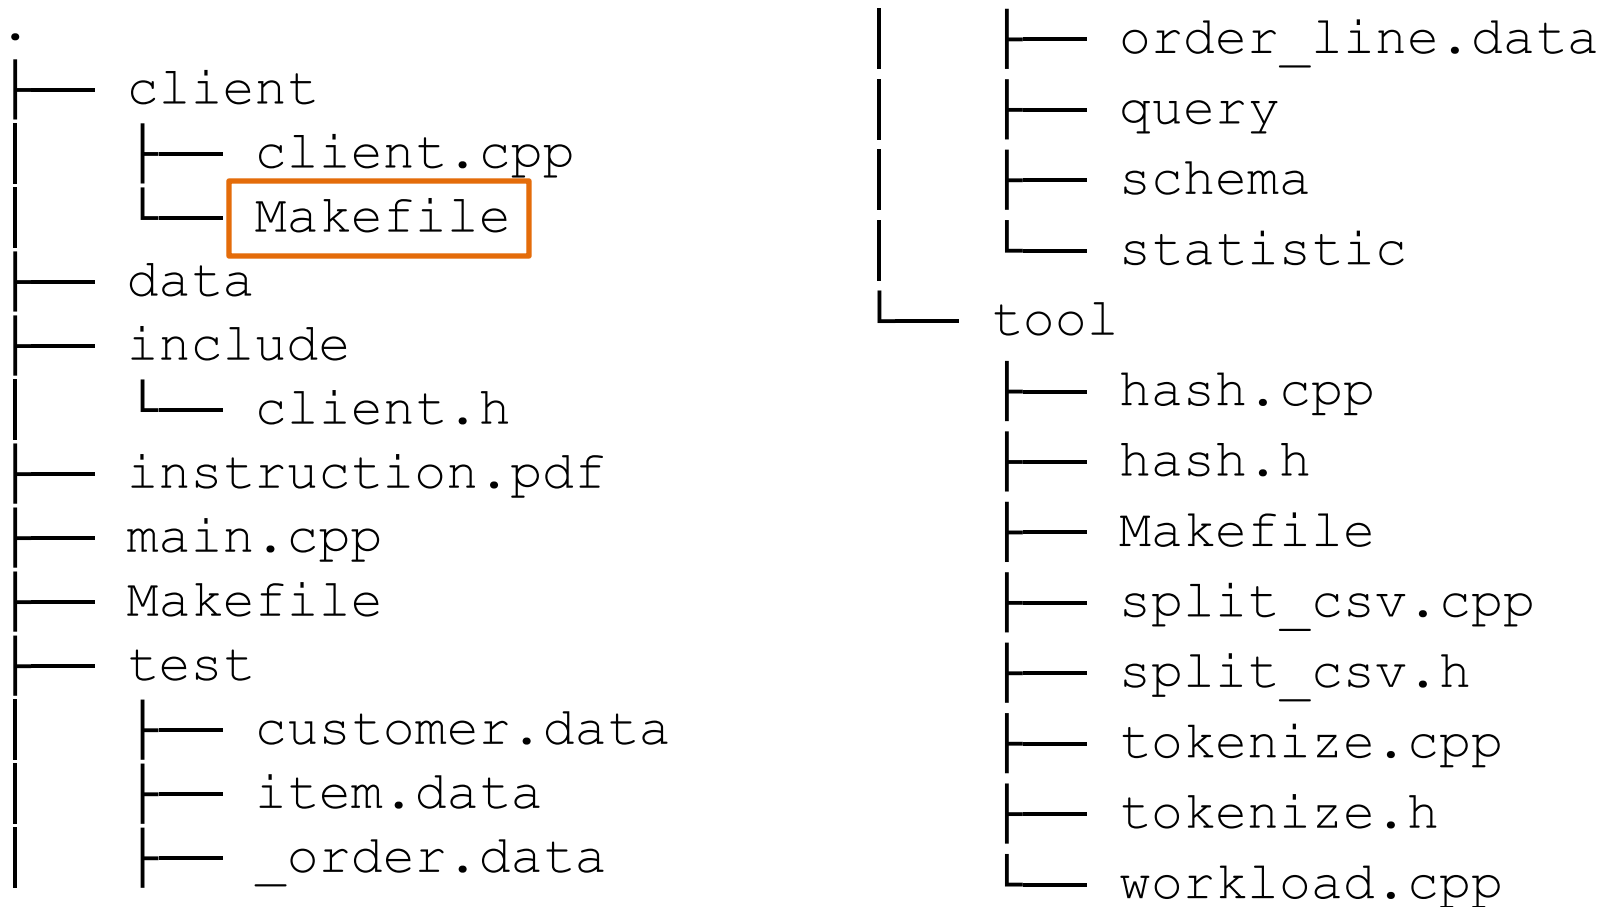 .
client
client.cpp
Makefile
data
include
client.h
instruction.pdf
main.cpp
Makefile
test
customer.data
item.data
_order.data
order_line.data
query
schema
statistic
tool
hash.cpp
hash.h
Makefile
split_csv.cpp
split_csv.h
tokenize.cpp
tokenize.h
workload.cpp